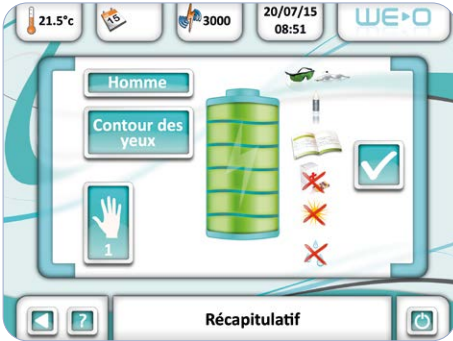 21.5°c
15
3000
20/07/15
08:51
WE›O
Homme
Contour des
yeux
1
?
Récapitulatif